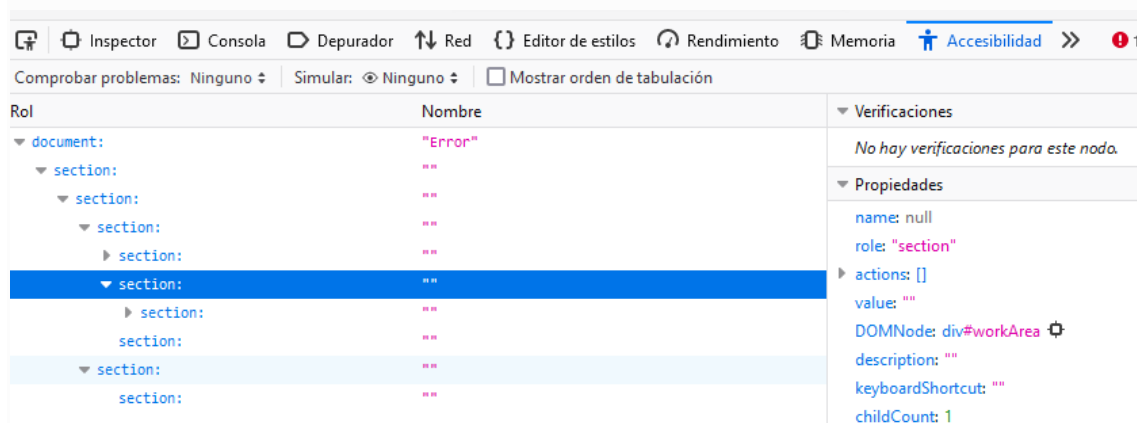 Inspector Consola Depurador Red Editor de estilos Rendimiento Memoria Accesibilidad
Comprobar problemas: Ninguno Simular: Ninguno Mostrar orden de tabulación
Rol Nombre Verificaciones
document: "Error"
No hay verificaciones para este nodo.
section: ""
Propiedades
section: ""
name: null
section: ""
role: "section"
section: ""
actions: []
section: ""
value: ""
section: ""
DOMNode: div#workArea
section: ""
description: ""
section: ""
keyboardShortcut: ""
section: ""
childCount: 1